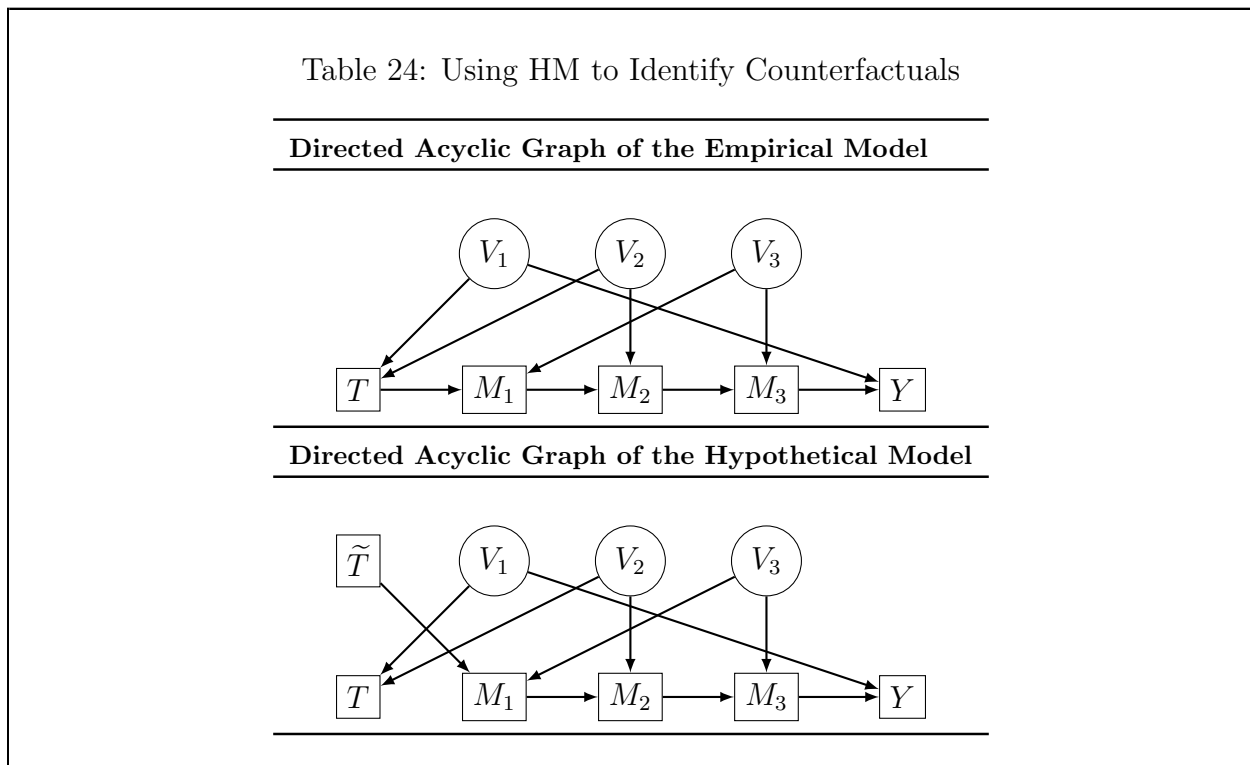 Table 24: Using HM to Identify Counterfactuals
Directed Acyclic Graph of the Empirical Model
V₁ V₂ V₃
T M₁ M₂ M₃ Y
Directed Acyclic Graph of the Hypothetical Model
T̃ V₁ V₂ V₃
T M₁ M₂ M₃ Y